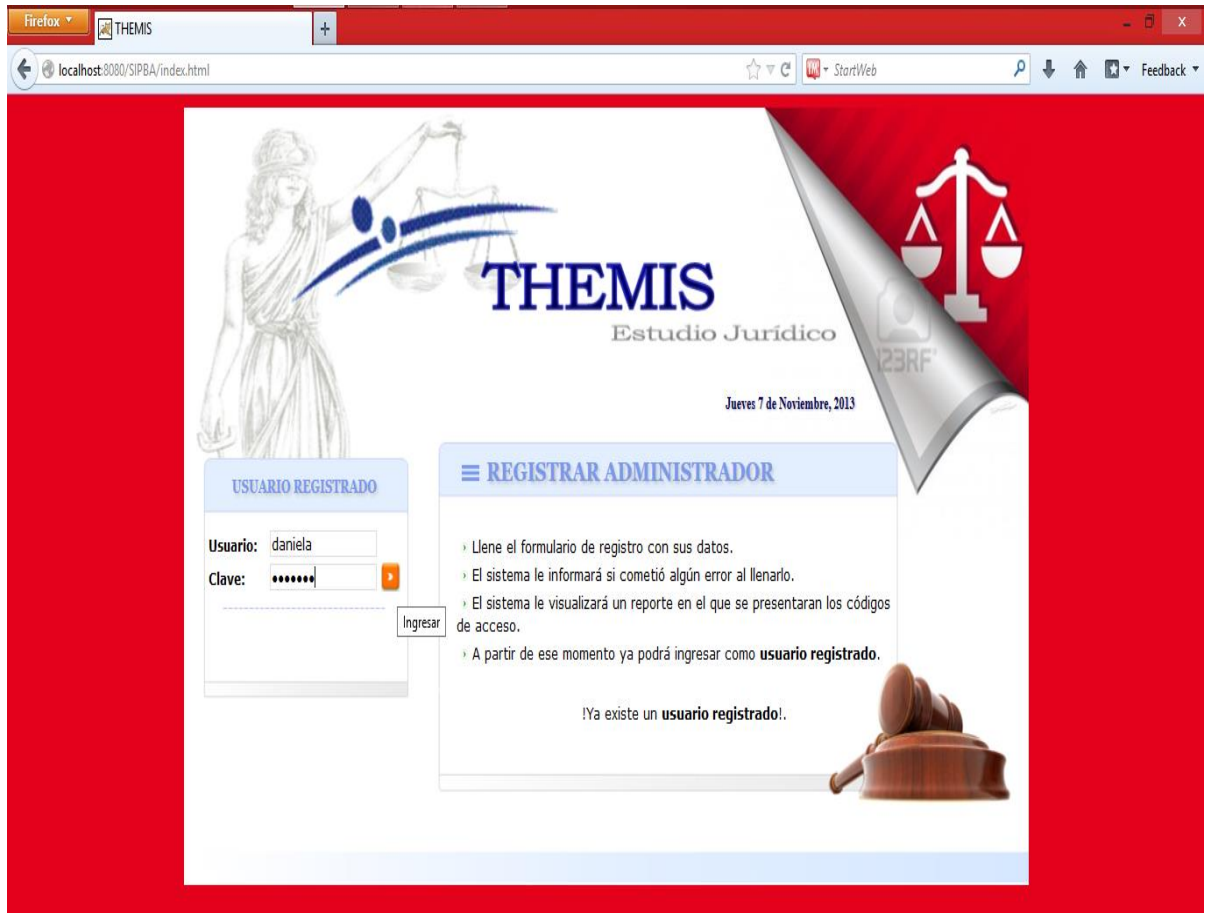 Firefox
THEMIS
+
localhost:8080/SIPBA/index.html
StartWeb
Feedback
THEMIS
Estudio Jurídico
123RF
Jueves 7 de Noviembre, 2013
USUARIO REGISTRADO
Usuario: daniela
Clave: •••••••
Ingresar
REGISTRAR ADMINISTRADOR
Llene el formulario de registro con sus datos.
El sistema le informará si cometió algún error al llenarlo.
El sistema le visualizará un reporte en el que se presentaran los códigos
de acceso.
A partir de ese momento ya podrá ingresar como usuario registrado.
!Ya existe un usuario registrado!.